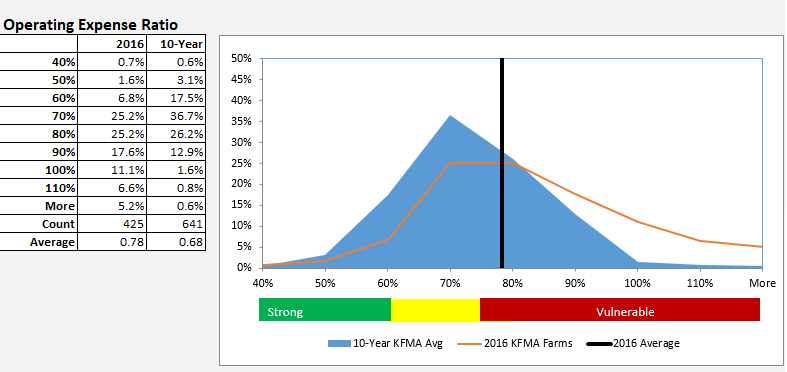 Operating Expense Ratio
2016 10-Year
40% 0.7% 0.6%
50% 1.6% 3.1%
60% 6.8% 17.5%
70% 25.2% 36.7%
80% 25.2% 26.2%
90% 17.6% 12.9%
100% 11.1% 1.6%
110% 6.6% 0.8%
More 5.2% 0.6%
Count 425 641
Average 0.78 0.68
50%
45%
40%
35%
30%
25%
20%
15%
10%
5%
0%
40% 50% 60% 70% 80% 90% 100% 110% More
Strong Vulnerable
10-Year KFMA Avg 2016 KFMA Farms 2016 Average